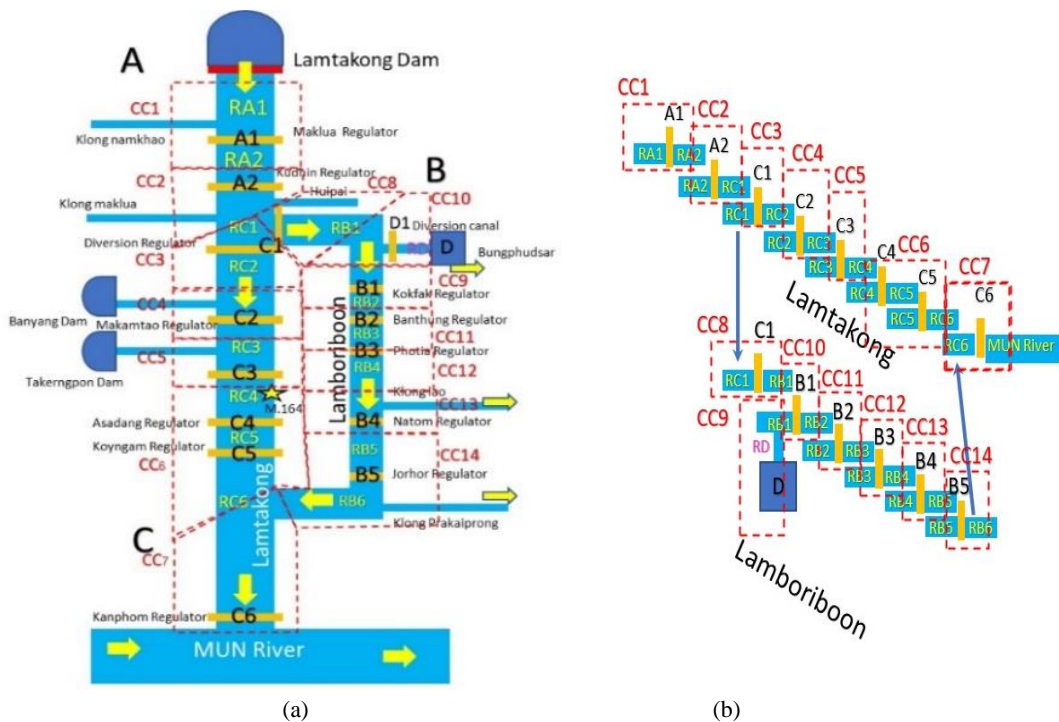 A
Lamtakong Dam
CC1
RA1
Klong namkhao
A1
Maklua Regulator
RA2
CC2
Kudhin Regulator
A2
Huipai
CC8
B
CC10
Klong maklua
RC1
RB1
D1
Diversion canal
Diversion Regulator
C1
RD
D
Bungphudsar
CC3
RC2
CC9
B1
Kokfak Regulator
CC4
RB2
Banyang Dam
Makamtao Regulator
C2
B2
Banthung Regulator
RB3
CC11
CC5
RC3
B3
Photia Regulator
Takerngpon Dam
C3
RB4
CC12
RC4
M.164
Lamboriboon
Klong lao
CC13
Asadang Regulator
C4
B4
Natom Regulator
Koyngam Regulator
RC5
C5
RB5
CC14
CC6
B5
Jorhor Regulator
RC6
Lamtakong
RB6
Klong Prakaiprong
C
CC7
Kanphom Regulator
C6
MUN River
(a)
CC1
A1
CC2
RA1
RA2
A2
CC3
RA2
RC1
C1
CC4
RC1
RC2
C2
CC5
RC2
RC3
C3
RC3
RC4
C4
CC6
RC4
RC5
C5
CC7
RC5
RC6
C6
Lamtakong
RC6
MUN River
CC8
C1
CC10
RC1
RB1
B1
CC11
CC9
RB1
RB2
B2
CC12
RD
RB2
RB3
B3
CC13
D
RB3
RB4
B4
CC14
RB4
RB5
B5
RB5
RB6
Lamboriboon
(b)